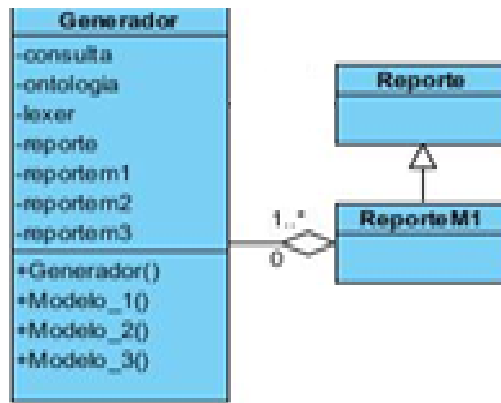 Generador
-consulta
-ontologia
-lexer
-reporte
-reportem1
-reportem2
-reportem3
+Generador()
+Modelo_1()
+Modelo_2()
+Modelo_3()
1..*
0
Reporte
ReporteM1